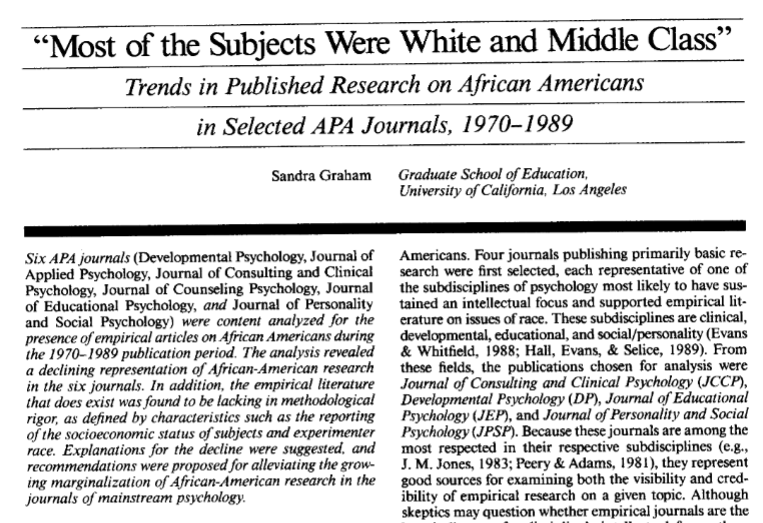 “Most of the Subjects Were White and Middle Class”
Trends in Published Research on African Americans
in Selected APA Journals, 1970–1989
Sandra Graham
Graduate School of Education,
University of California, Los Angeles
Six APA journals (Developmental Psychology, Journal of
Applied Psychology, Journal of Consulting and Clinical
Psychology, Journal of Counseling Psychology, Journal
of Educational Psychology, and Journal of Personality
and Social Psychology) were content analyzed for the
presence of empirical articles on African Americans during
the 1970–1989 publication period. The analysis revealed
a declining representation of African-American research
in the six journals. In addition, the empirical literature
that does exist was found to be lacking in methodological
rigor, as defined by characteristics such as the reporting
of the socioeconomic status of subjects and experimenter
race. Explanations for the decline were suggested, and
recommendations were proposed for alleviating the grow-
ing marginalization of African-American research in the
journals of mainstream psychology.
Americans. Four journals publishing primarily basic re-
search were first selected, each representative of one of
the subdisciplines of psychology most likely to have sus-
tained an intellectual focus and supported empirical lit-
erature on issues of race. These subdisciplines are clinical,
developmental, educational, and social/personality (Evans
& Whitfield, 1988; Hall, Evans, & Selice, 1989). From
these fields, the publications chosen for analysis were
Journal of Consulting and Clinical Psychology (JCCP),
Developmental Psychology (DP), Journal of Educational
Psychology (JEP), and Journal of Personality and Social
Psychology (JPSP). Because these journals are among the
most respected in their respective subdisciplines (e.g.,
J. M. Jones, 1983; Peery & Adams, 1981), they represent
good sources for examining both the visibility and cred-
ibility of empirical research on a given topic. Although
skeptics may question whether empirical journals are the